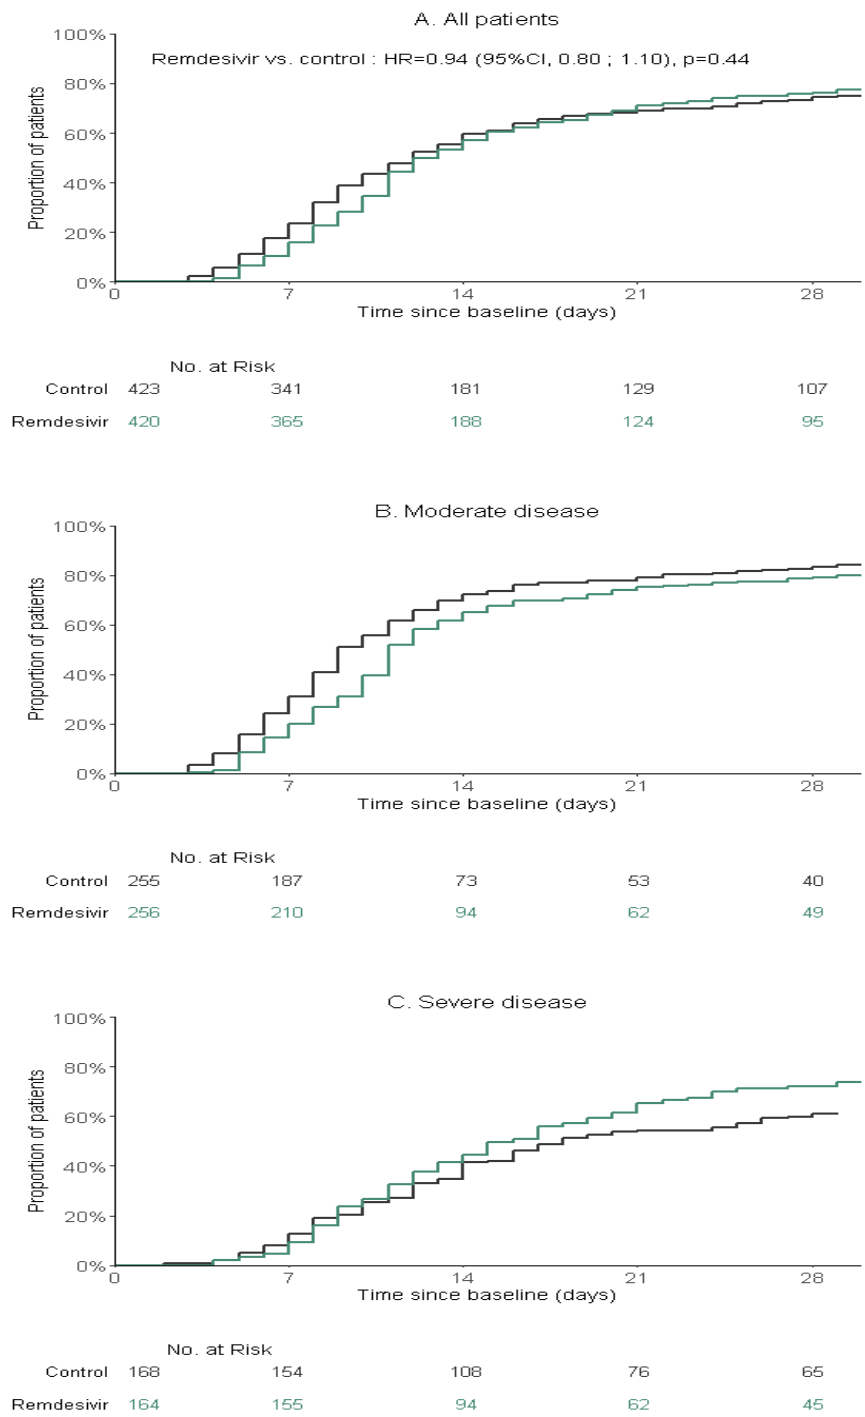 A. All patients
Remdesivir vs. control : HR=0.94 (95%CI, 0.80 ; 1.10), p=0.44
Proportion of patients
100%
80%
60%
40%
20%
0%
0 7 14 21 28
Time since baseline (days)
No. at Risk
Control 423 341 181 129 107
Remdesivir 420 365 188 124 95
B. Moderate disease
Proportion of patients
100%
80%
60%
40%
20%
0%
0 7 14 21 28
Time since baseline (days)
No. at Risk
Control 255 187 73 53 40
Remdesivir 256 210 94 62 49
C. Severe disease
Proportion of patients
100%
80%
60%
40%
20%
0%
0 7 14 21 28
Time since baseline (days)
No. at Risk
Control 168 154 108 76 65
Remdesivir 164 155 94 62 45